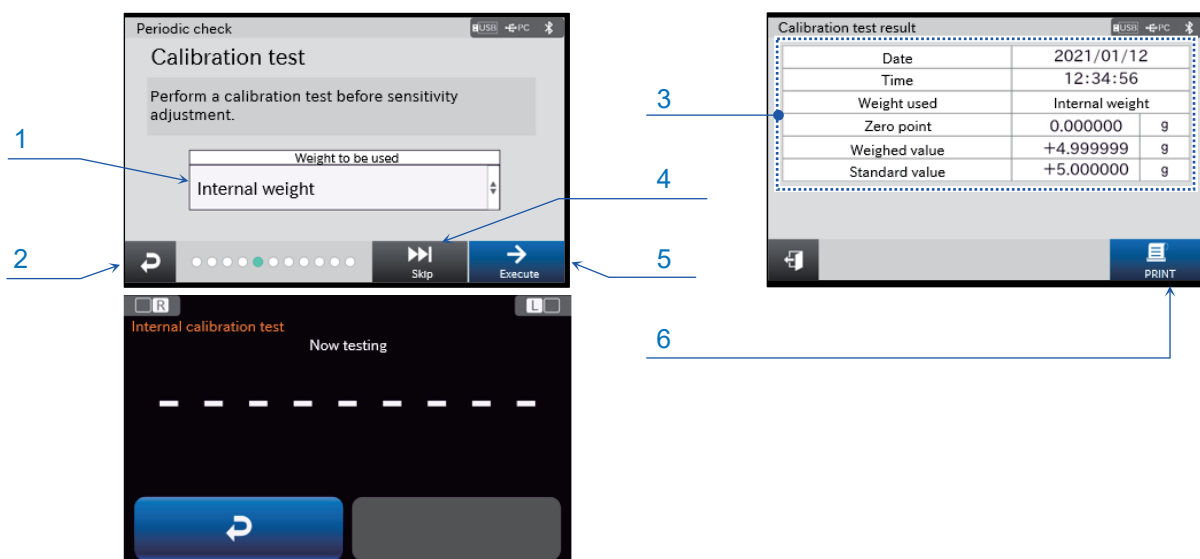 Periodic check
USB PC
Calibration test
Perform a calibration test before sensitivity
adjustment.
Weight to be used
Internal weight
Skip
Execute
1
2
4
5
R
L
Internal calibration test
Now testing
Calibration test result
USB PC
Date 2021/01/12
Time 12:34:56
Weight used Internal weight
Zero point 0.000000 g
Weighed value +4.999999 g
Standard value +5.000000 g
PRINT
3
6